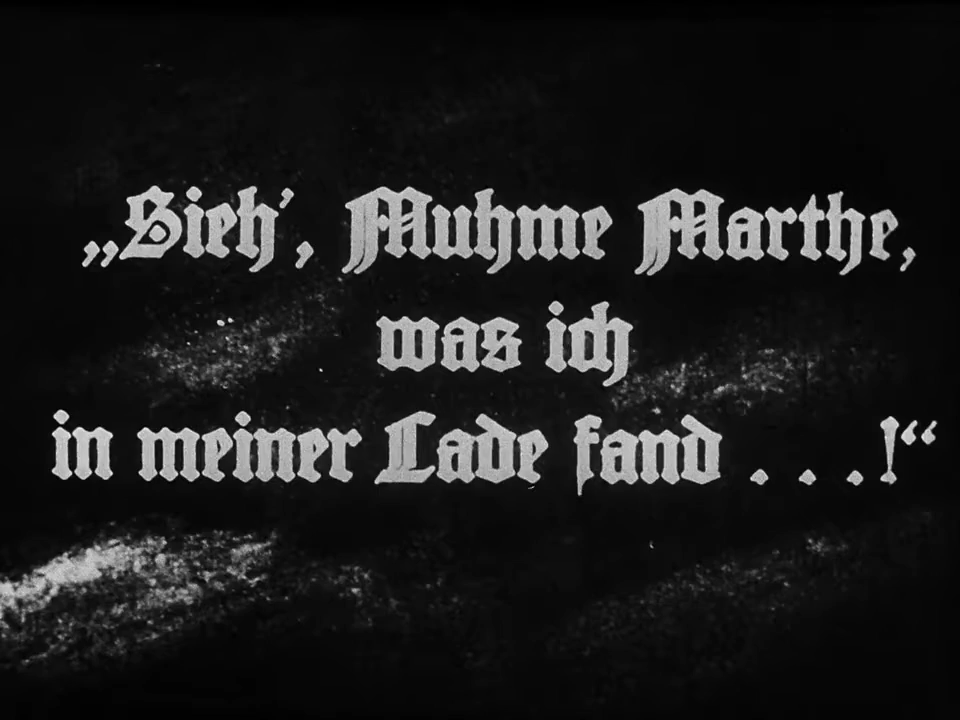 „Sieh', Muhme Marthe,
was ich
in meiner Lade fand . . .!“